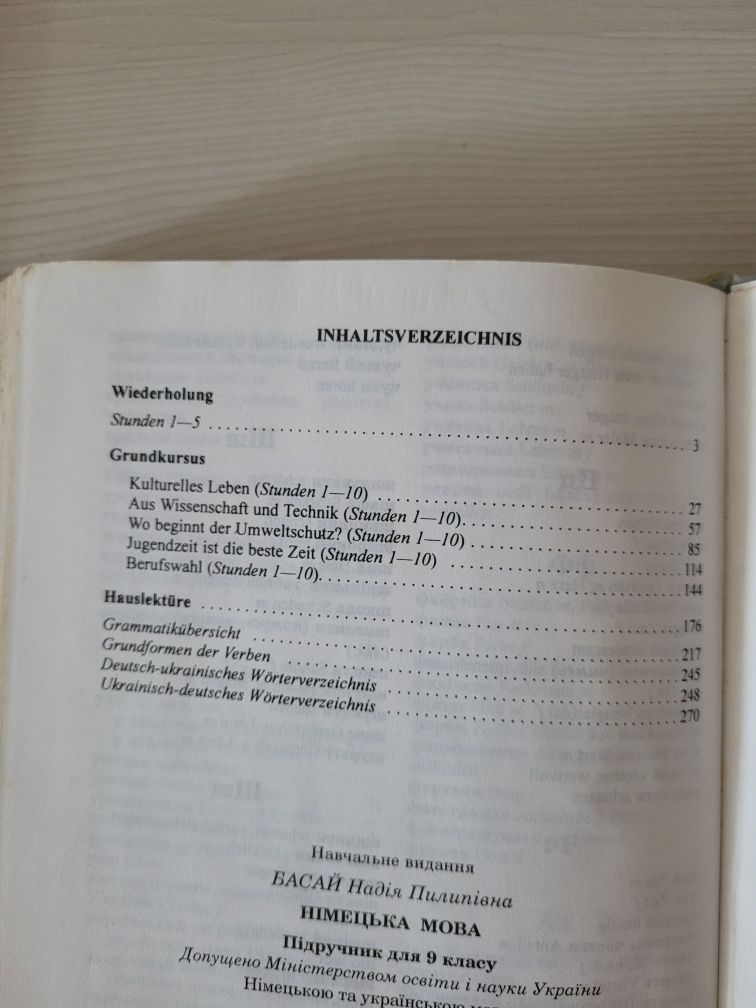 INHALTSVERZEICHNIS
Wiederholung
Stunden 1—5 . . . . . . . . . . . . . . . . . . . . . . . . . . . . . . . . . . . . . . . . 3
Grundkursus
Kulturelles Leben (Stunden 1—10) . . . . . . . . . . . . . . . . . . . . . . . . . . 27
Aus Wissenschaft und Technik (Stunden 1—10). . . . . . . . . . . . . . . . . . . . 57
Wo beginnt der Umweltschutz? (Stunden 1—10) . . . . . . . . . . . . . . . . . . . 85
Jugendzeit ist die beste Zeit (Stunden 1—10) . . . . . . . . . . . . . . . . . . . . 114
Berufswahl (Stunden 1—10). . . . . . . . . . . . . . . . . . . . . . . . . . . . . . 144
Hauslektüre . . . . . . . . . . . . . . . . . . . . . . . . . . . . . . . . . . . . . . 176
Grammatikübersicht . . . . . . . . . . . . . . . . . . . . . . . . . . . . . . . . . . 217
Grundformen der Verben . . . . . . . . . . . . . . . . . . . . . . . . . . . . . . . 245
Deutsch-ukrainisches Wörterverzeichnis . . . . . . . . . . . . . . . . . . . . . . . 248
Ukrainisch-deutsches Wörterverzeichnis . . . . . . . . . . . . . . . . . . . . . . . 270
Навчальне видання
БАСАЙ Надія Пилипівна
НІМЕЦЬКА МОВА
Підручник для 9 класу
Допущено Міністерством освіти і науки України
Німецькою та українською